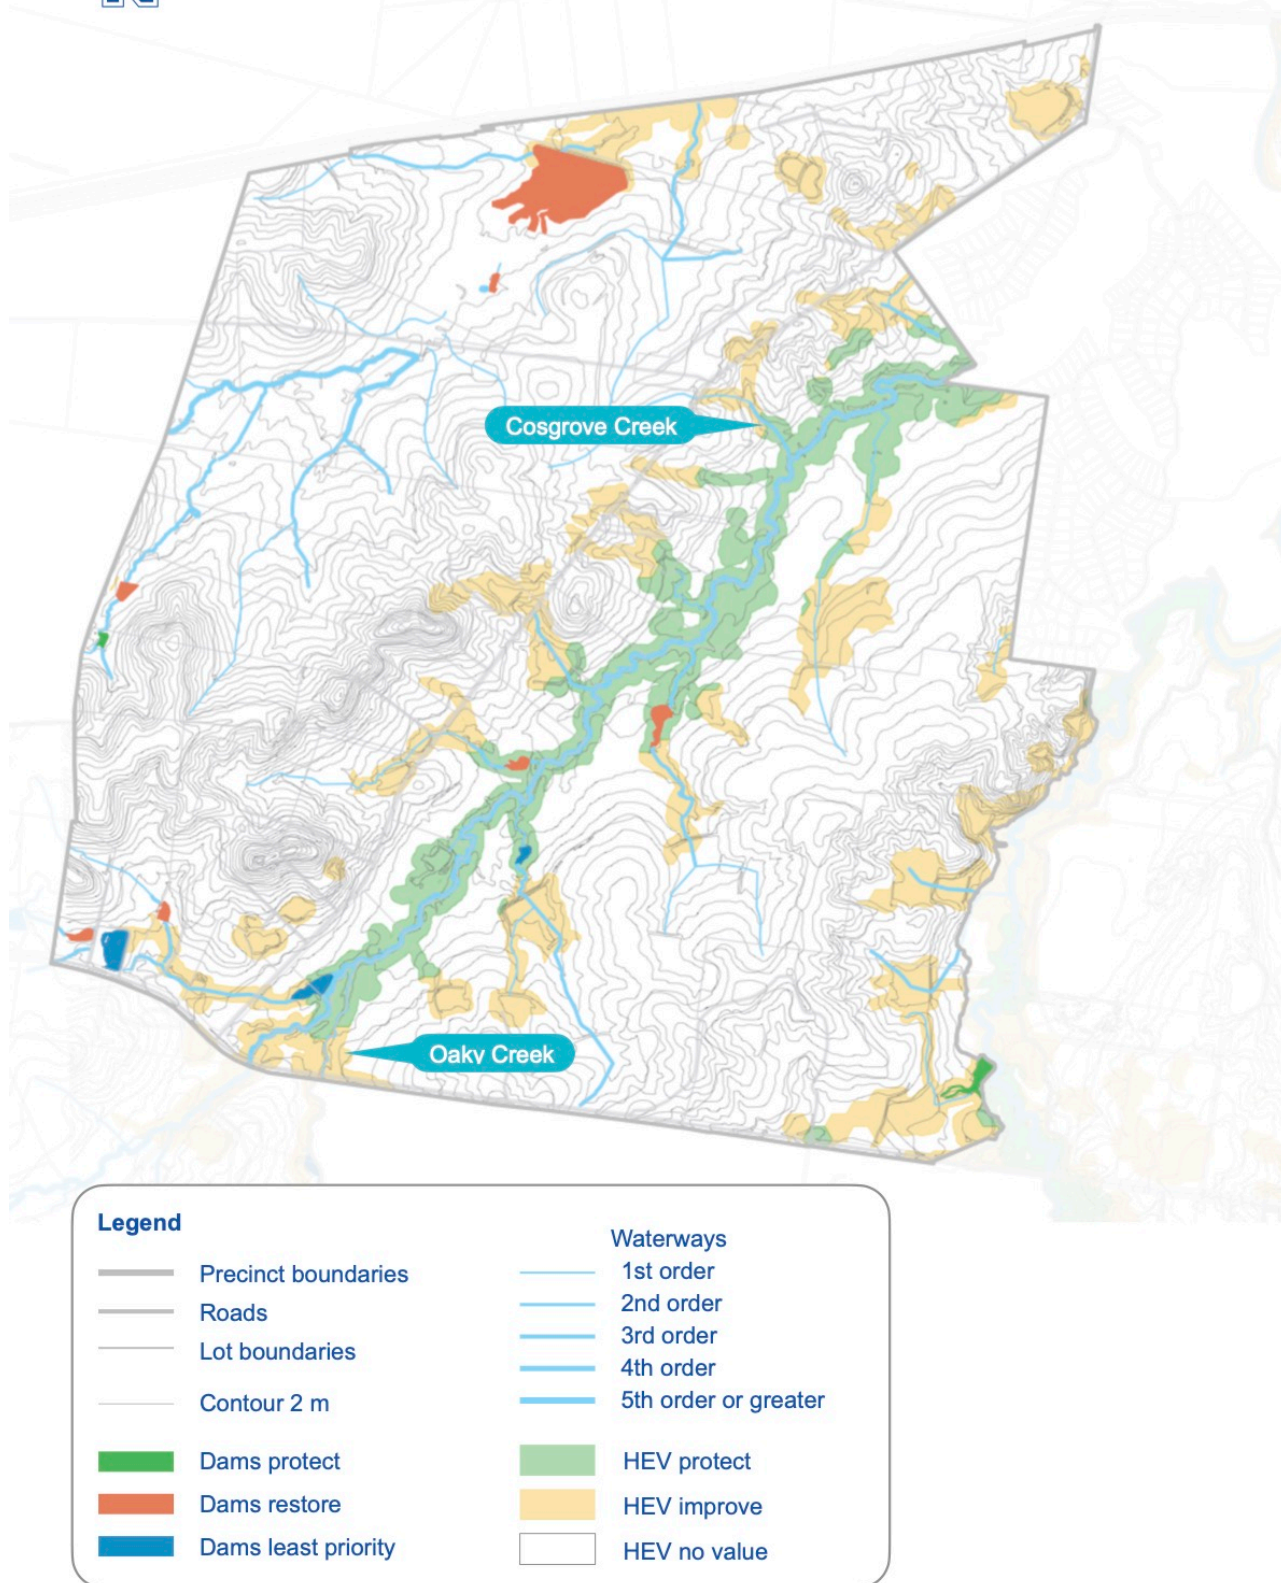 Cosgrove Creek
Oaky Creek
Legend
Precinct boundaries
Roads
Lot boundaries
Contour 2 m
Dams protect
Dams restore
Dams least priority
Waterways
1st order
2nd order
3rd order
4th order
5th order or greater
HEV protect
HEV improve
HEV no value